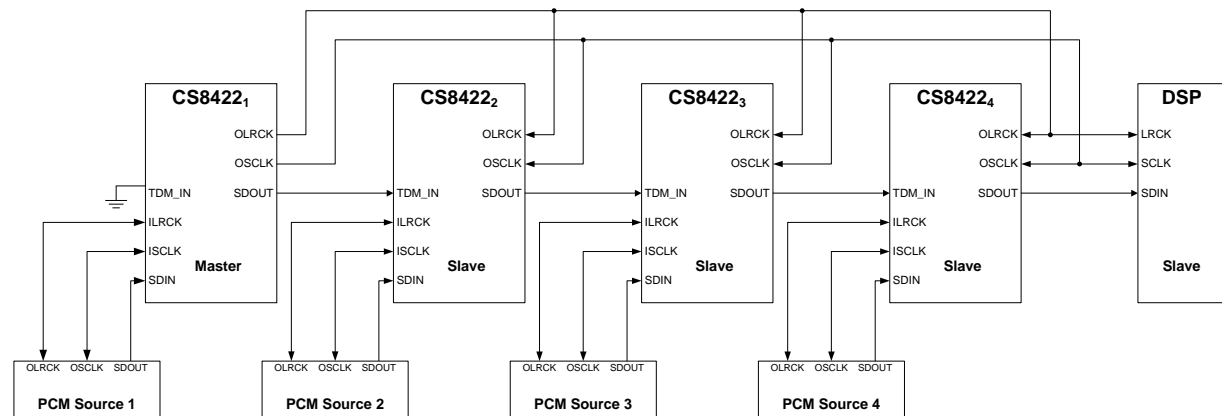 CS8422₁
OLRCK
OSCLK
TDM_IN
SDOUT
ILRCK
ISCLK
Master
SDIN
CS8422₂
OLRCK
OSCLK
TDM_IN
SDOUT
ILRCK
ISCLK
Slave
SDIN
CS8422₃
OLRCK
OSCLK
TDM_IN
SDOUT
ILRCK
ISCLK
Slave
SDIN
CS8422₄
OLRCK
OSCLK
TDM_IN
SDOUT
ILRCK
ISCLK
Slave
SDIN
DSP
LRCK
SCLK
SDIN
Slave
OLRCK OSCLK SDOUT
PCM Source 1
OLRCK OSCLK SDOUT
PCM Source 2
OLRCK OSCLK SDOUT
PCM Source 3
OLRCK OSCLK SDOUT
PCM Source 4